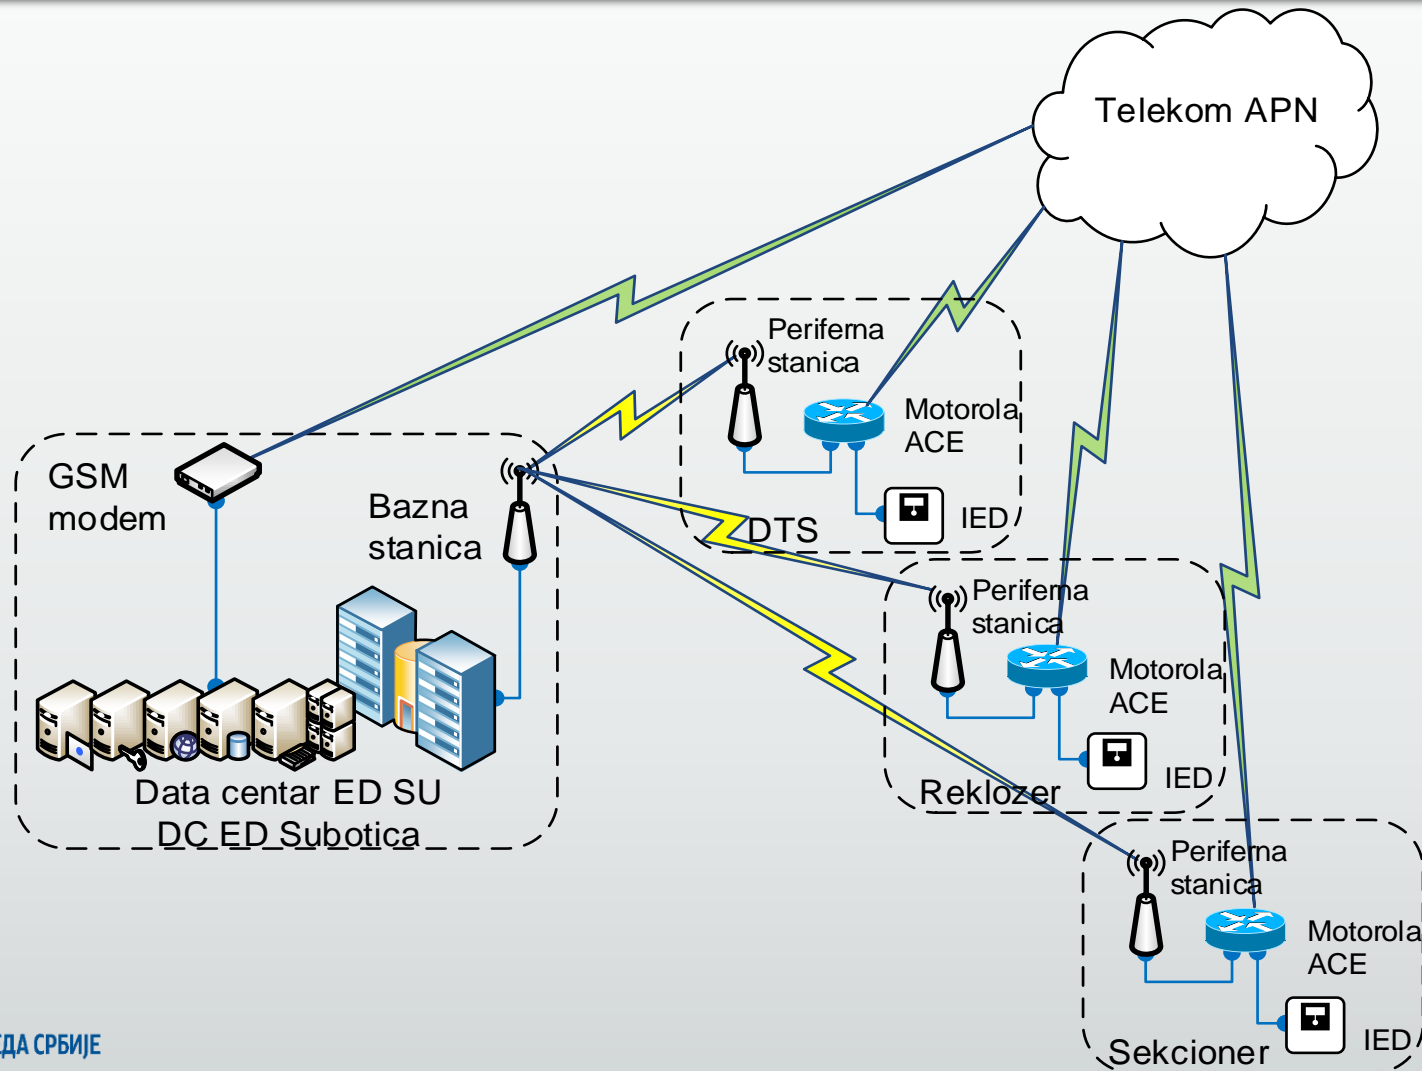 Telekom APN
Periferna
stanica
Motorola
ACE
IED
DTS
GSM
modem
Bazna
stanica
Data centar ED SU
DC ED Subotica
Periferna
stanica
Motorola
ACE
IED
Reklozer
Periferna
stanica
Motorola
ACE
IED
Sekcioner
СРБИЈЕ